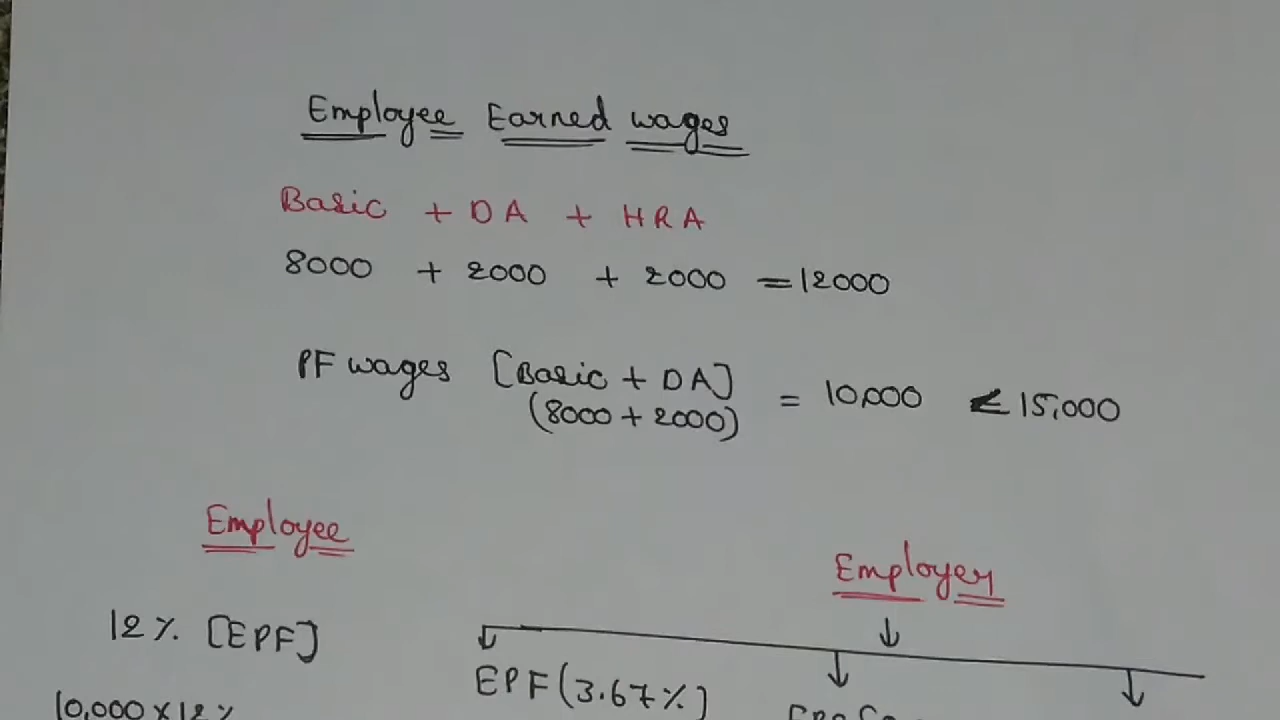 Employee Earned wages
Basic + DA + HRA
8000 + 2000 + 2000 = 12000
PF wages [Basic + DA] = 10,000 < 15,000
(8000 + 2000)
Employee
Employer
12% [EPF]
EPF (3.67%)
10,000 x 12%